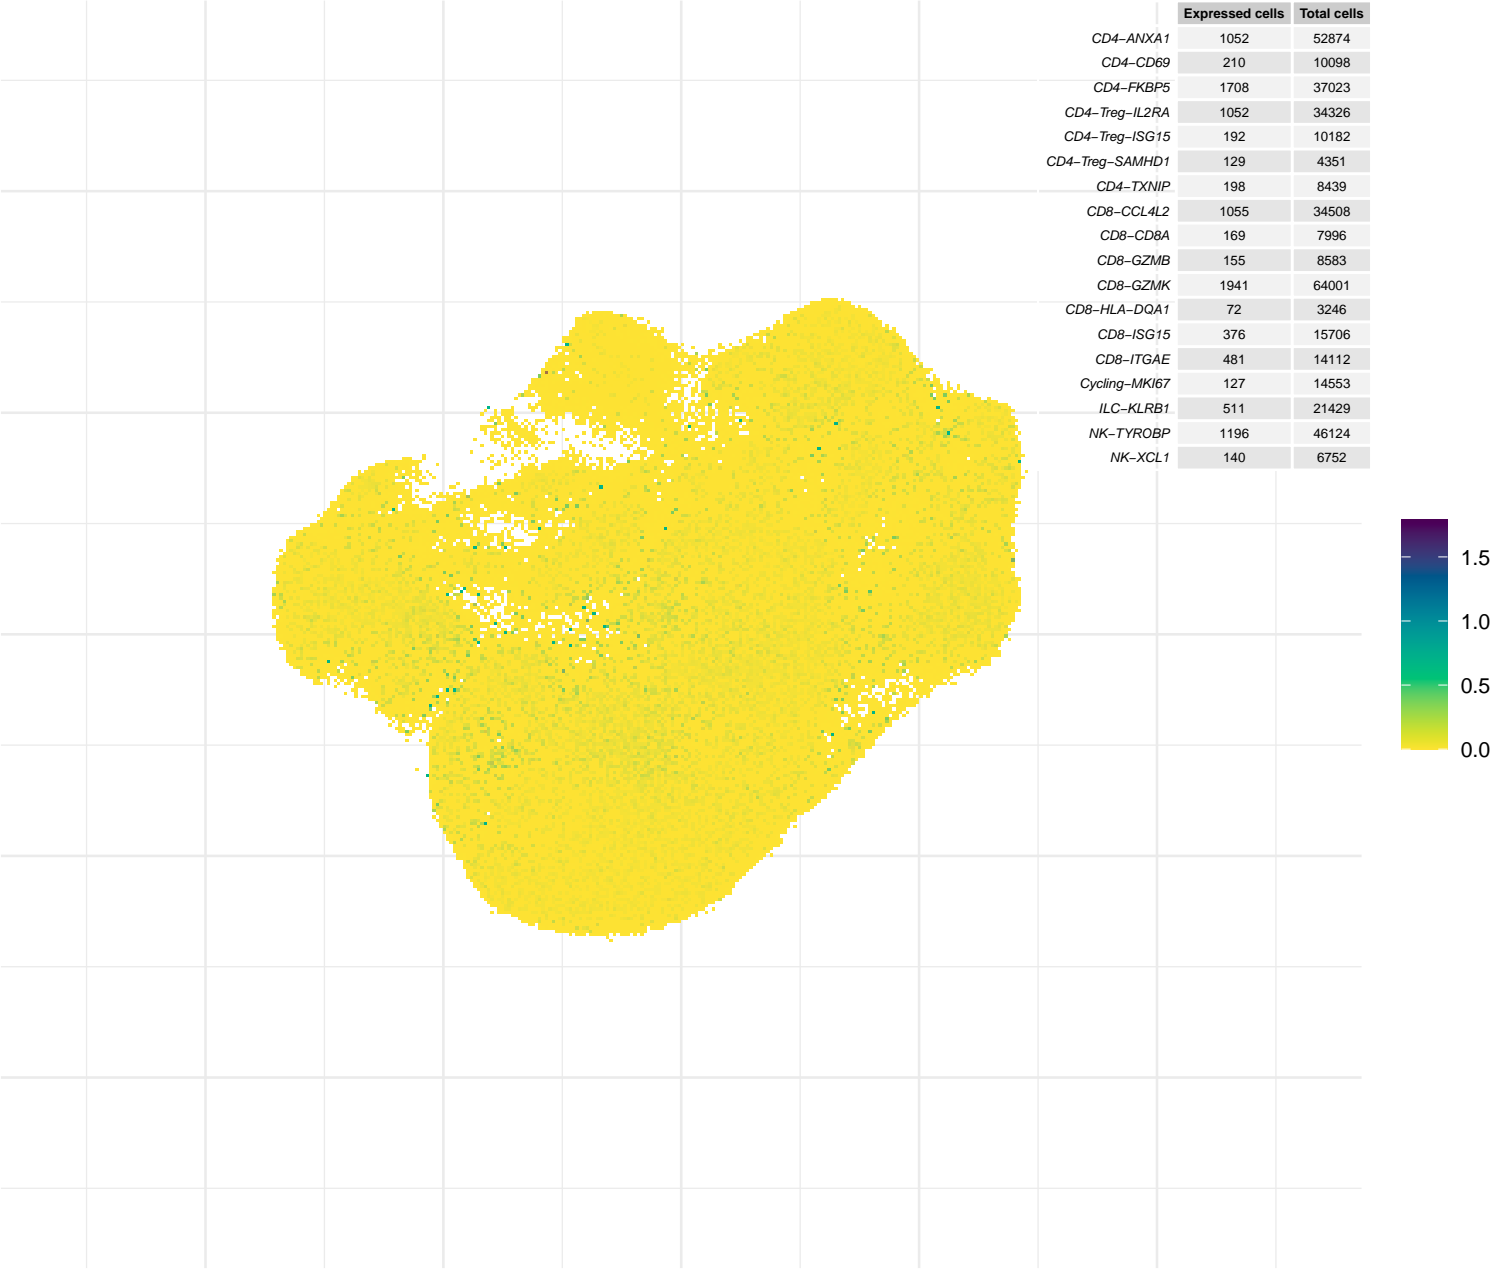 Expressed cells Total cells
CD4−ANXA1 1052 52874
CD4−CD69 210 10098
CD4−FKBP5 1708 37023
CD4−Treg−IL2RA 1052 34326
CD4−Treg−ISG15 192 10182
CD4−Treg−SAMHD1 129 4351
CD4−TXNIP 198 8439
CD8−CCL4L2 1055 34508
CD8−CD8A 169 7996
CD8−GZMB 155 8583
CD8−GZMK 1941 64001
CD8−HLA−DQA1 72 3246
CD8−ISG15 376 15706
CD8−ITGAE 481 14112
Cycling−MKI67 127 14553
ILC−KLRB1 511 21429
NK−TYROBP 1196 46124
NK−XCL1 140 6752
1.5
1.0
0.5
0.0